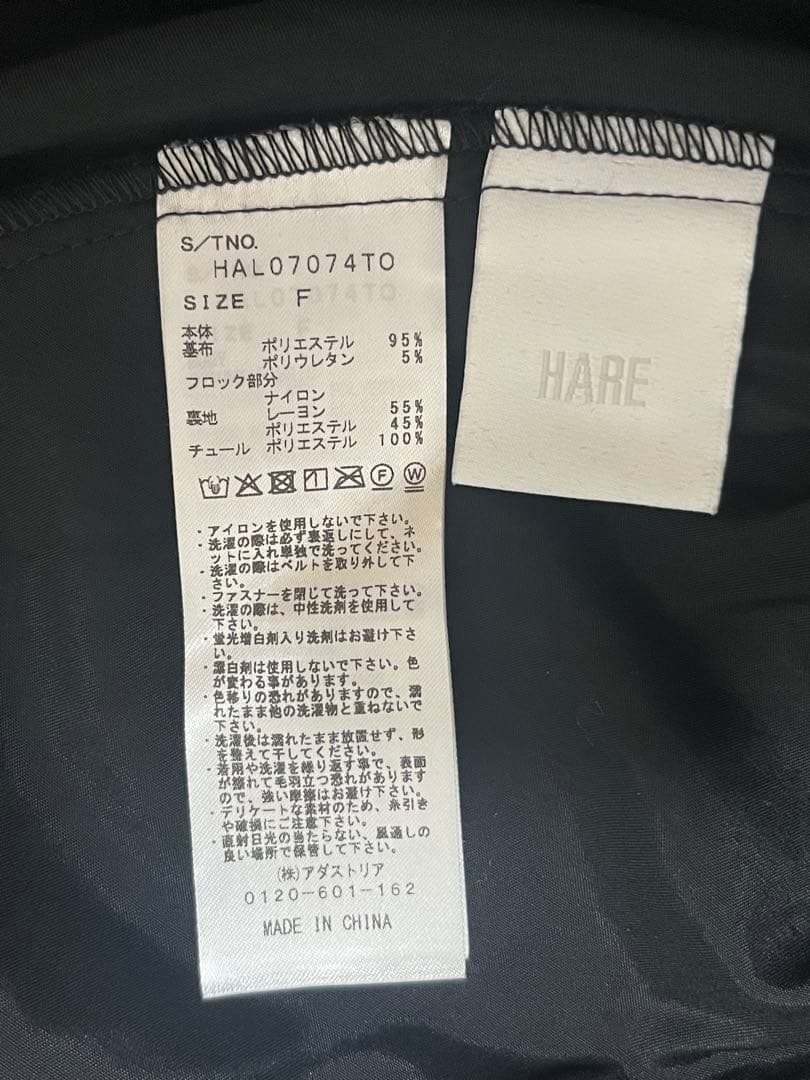 S/TNO.
HAL07074TO
SIZE F
本体
基布 ポリエステル 95%
ポリウレタン 5%
フロック部分
ナイロン
レーヨン 55%
裏地 ポリエステル 45%
チュール ポリエステル 100%
F W
・アイロンを使用しないで下さい。
・洗濯の際は必ず裏返しにして、ネ
ットに入れ単独で洗ってください。
・洗濯の際はベルトを取り外して下
さい。
・ファスナーを閉じて洗って下さい。
・洗濯の際は、中性洗剤を使用して
下さい。
・蛍光増白剤入り洗剤はお避け下さ
い。
・漂白剤は使用しないで下さい。色
が変わる事があります。
・色移りの恐れがありますので、濡
れたまま他の洗濯物と重ねないで
下さい。
・洗濯後は濡れたまま放置せず、形
を整えて干してください。
・着用や洗濯を繰り返す事で、表面
が擦れて毛羽立つ恐れがあります
ので、強い摩擦はお避け下さい。
・デリケートな素材のため、糸引き
や破損にご注意下さい。
・直射日光の当たらない、風通しの
良い場所で保管して下さい。
(株)アダストリア
0120-601-162
MADE IN CHINA
HARE